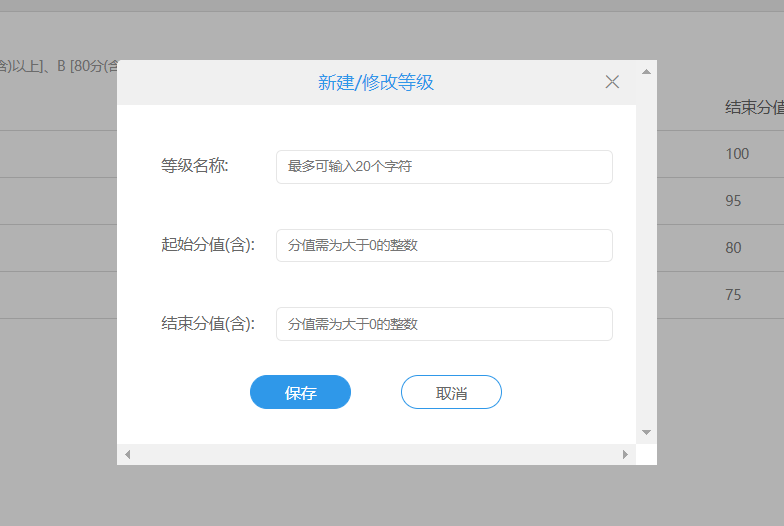 含)以上]、B [80分(含
新建/修改等级
结束分值
等级名称: 最多可输入20个字符
100
95
起始分值(含): 分值需为大于0的整数
80
75
结束分值(含): 分值需为大于0的整数
保存 取消